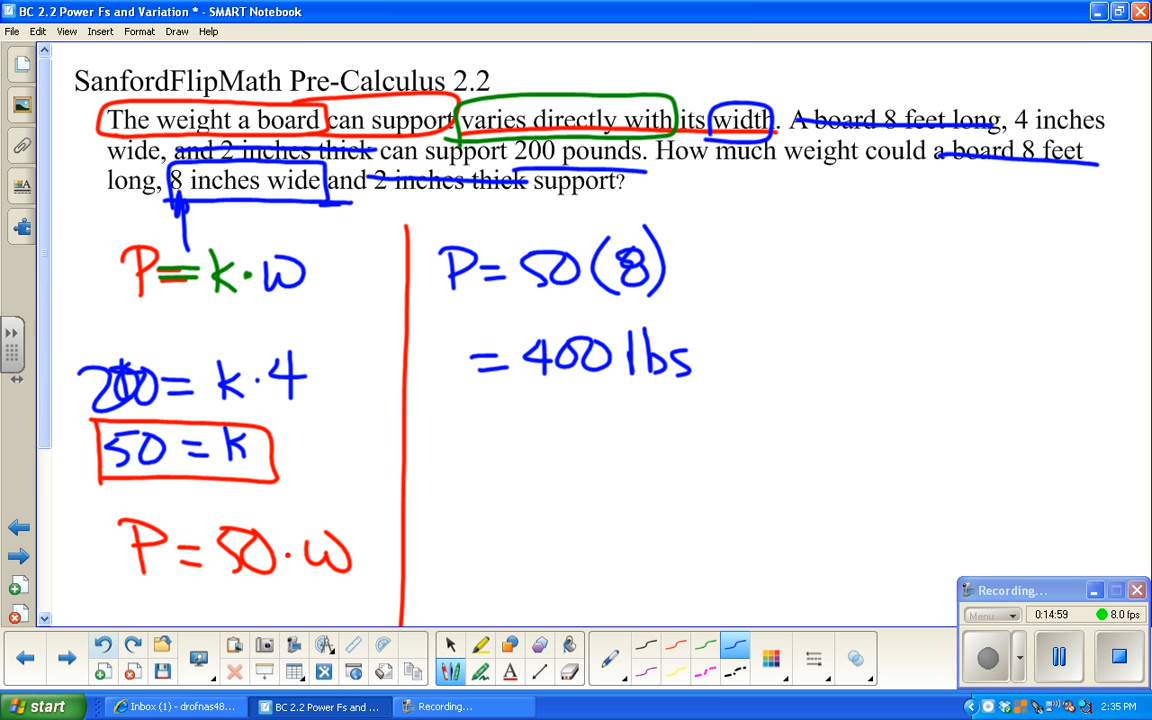 BC 2.2 Power Fs and Variation * - SMART Notebook
File Edit View Insert Format Draw Help
SanfordFlipMath Pre-Calculus 2.2
The weight a board can support varies directly with its width. A board 8 feet long, 4 inches
wide, and 2 inches thick can support 200 pounds. How much weight could a board 8 feet
long, 8 inches wide and 2 inches thick support?
P = k · w
200 = k · 4
50 = k
P = 50 · w
P = 50 (8)
= 400 lbs
Recording...
Menu
0:14:59
8.0 fps
start
Inbox (1) - drofnas48...
BC 2.2 Power Fs and ...
Recording...
2:35 PM